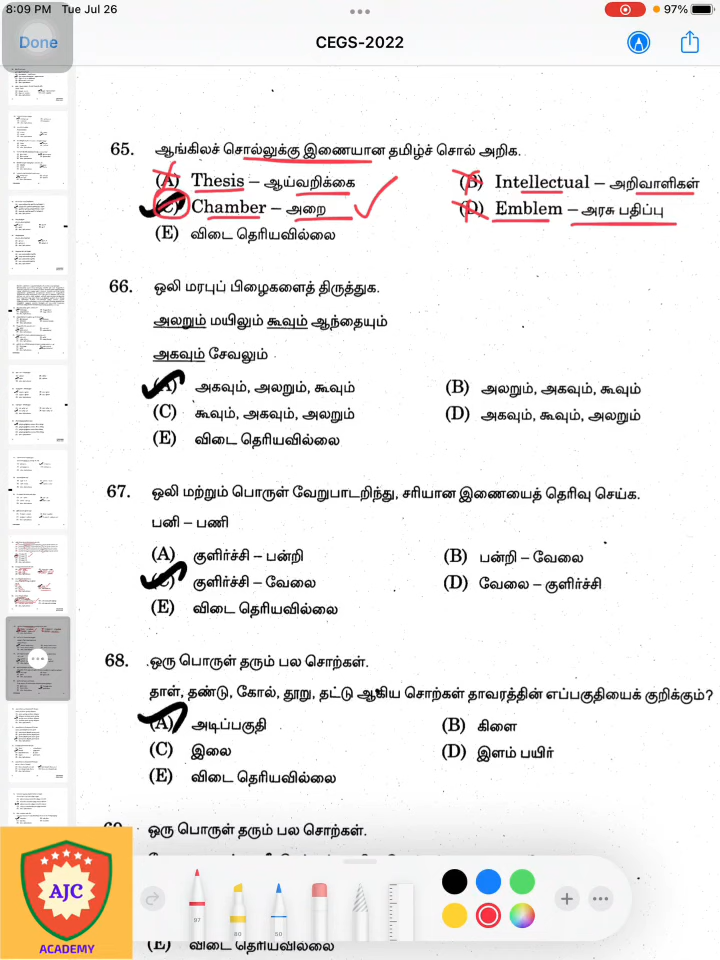 8:09 PM Tue Jul 26
97%
Done
CEGS-2022
65. ஆங்கிலச் சொல்லுக்கு இணையான தமிழ்ச் சொல் அறிக.
(A) Thesis – ஆய்வறிக்கை (B) Intellectual – அறிவாளிகள்
(C) Chamber – அறை (D) Emblem – அரசு பதிப்பு
(E) விடை தெரியவில்லை
66. ஒலி மரபுப் பிழைகளைத் திருத்துக.
அலறும் மயிலும் கூவும் ஆந்தையும்
அகவும் சேவலும்
(A) அகவும், அலறும், கூவும் (B) அலறும், அகவும், கூவும்
(C) கூவும், அகவும், அலறும் (D) அகவும், கூவும், அலறும்
(E) விடை தெரியவில்லை
67. ஒலி மற்றும் பொருள் வேறுபாடறிந்து, சரியான இணையைத் தெரிவு செய்க.
பனி – பணி
(A) குளிர்ச்சி – பன்றி (B) பன்றி – வேலை
(C) குளிர்ச்சி – வேலை (D) வேலை – குளிர்ச்சி
(E) விடை தெரியவில்லை
68. ஒரு பொருள் தரும் பல சொற்கள்.
தாள், தண்டு, கோல், தூறு, தட்டு ஆகிய சொற்கள் தாவரத்தின் எப்பகுதியைக் குறிக்கும்?
(A) அடிப்பகுதி (B) கிளை
(C) இலை (D) இளம் பயிர்
(E) விடை தெரியவில்லை
69. ஒரு பொருள் தரும் பல சொற்கள்.
(E) விடை தெரியவில்லை
AJC
ACADEMY
97
80
50